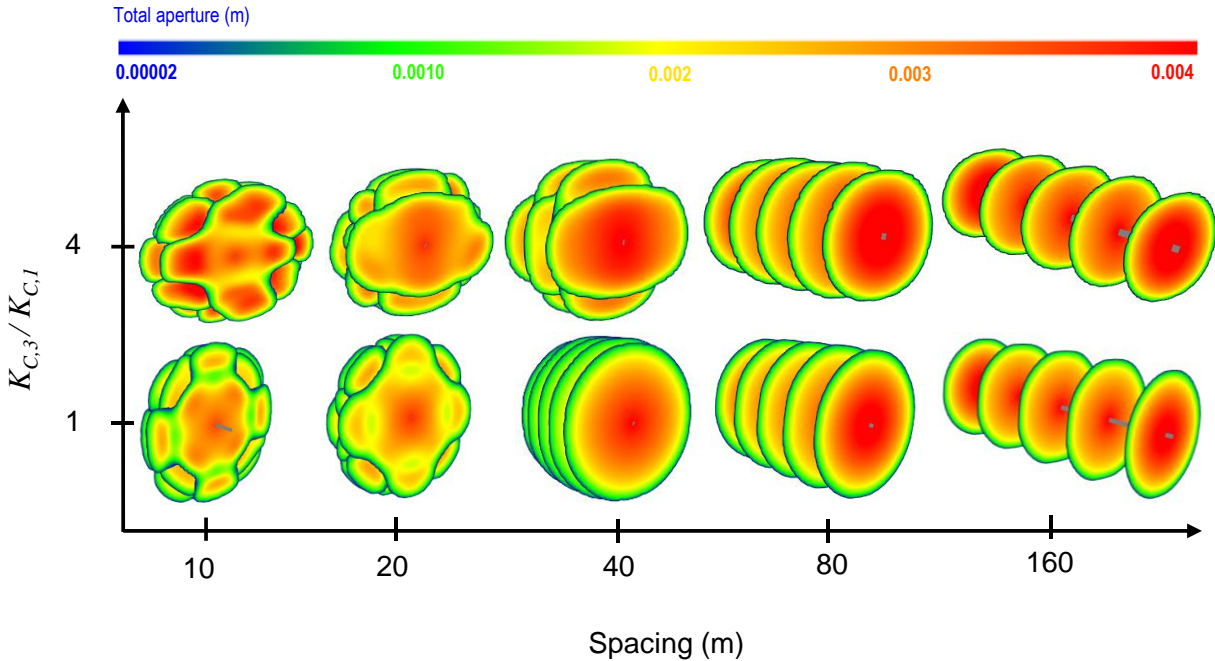 Total aperture (m)
0.00002 0.0010 0.002 0.003 0.004
K_{C,3} / K_{C,1}
4
1
10 20 40 80 160
Spacing (m)